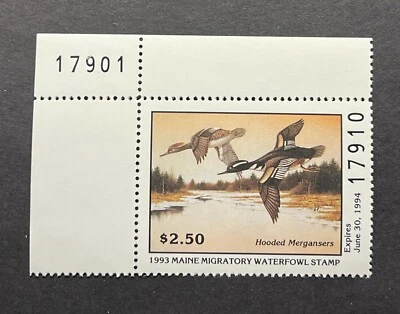 17901
$2.50
Hooded Mergansers
1993 MAINE MIGRATORY WATERFOWL STAMP
Expires
June 30, 1994
17910